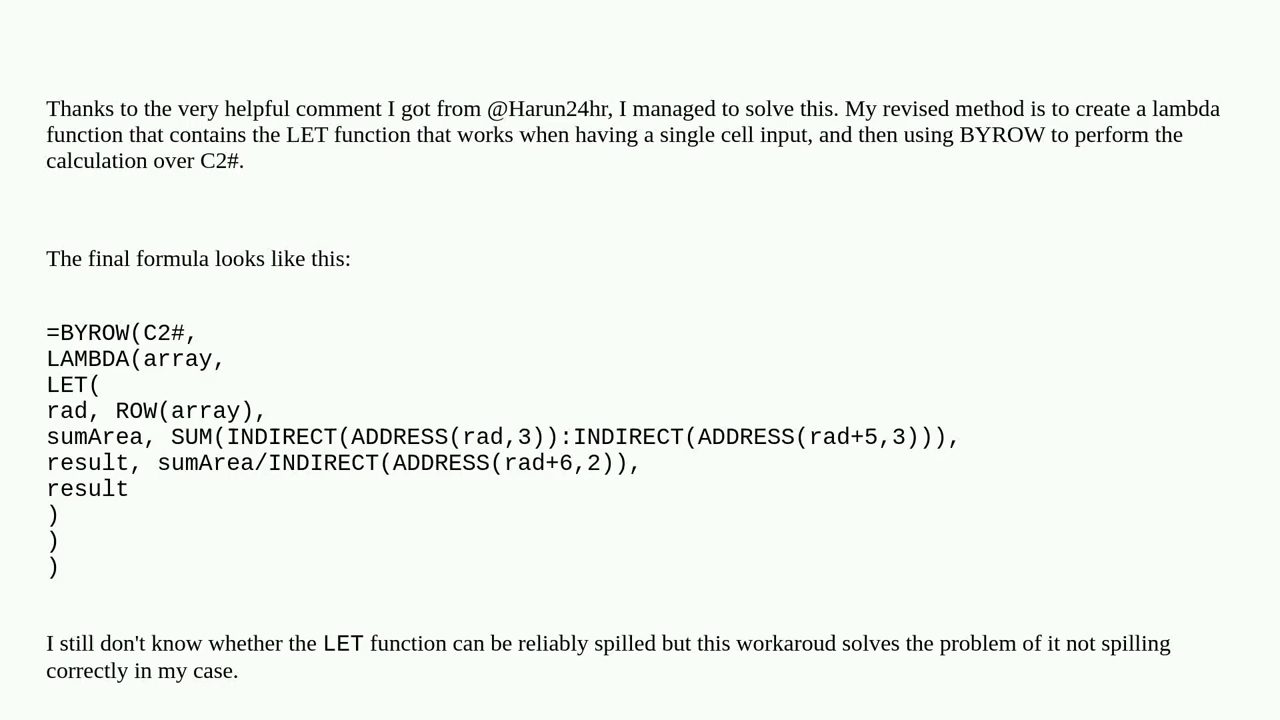 Thanks to the very helpful comment I got from @Harun24hr, I managed to solve this. My revised method is to create a lambda
function that contains the LET function that works when having a single cell input, and then using BYROW to perform the
calculation over C2#.
The final formula looks like this:
=BYROW(C2#,
LAMBDA(array,
LET(
rad, ROW(array),
sumArea, SUM(INDIRECT(ADDRESS(rad,3)):INDIRECT(ADDRESS(rad+5,3))),
result, sumArea/INDIRECT(ADDRESS(rad+6,2)),
result
)
)
)
I still don't know whether the LET function can be reliably spilled but this workaroud solves the problem of it not spilling
correctly in my case.